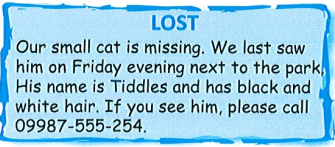 LOST
Our small cat is missing. We last saw
him on Friday evening next to the park.
His name is Tiddles and has black and
white hair. If you see him, please call
09987-555-254.